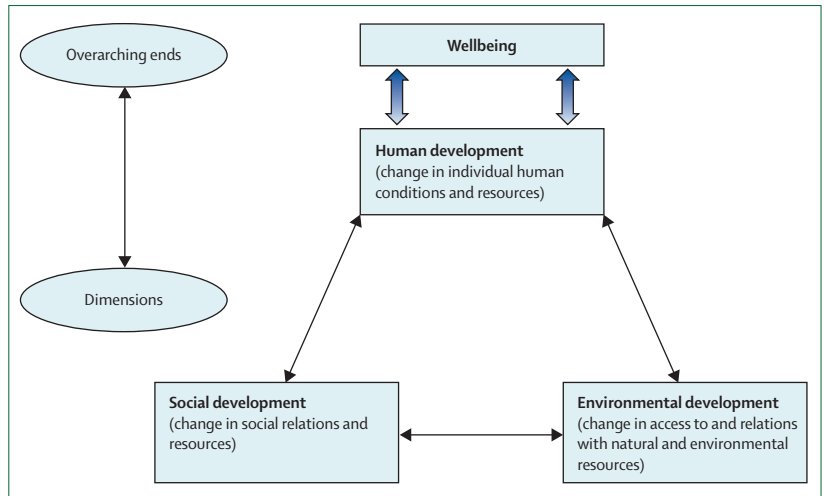 Overarching ends
Wellbeing
Human development
(change in individual human
conditions and resources)
Dimensions
Social development
(change in social relations and
resources)
Environmental development
(change in access to and relations
with natural and environmental
resources)